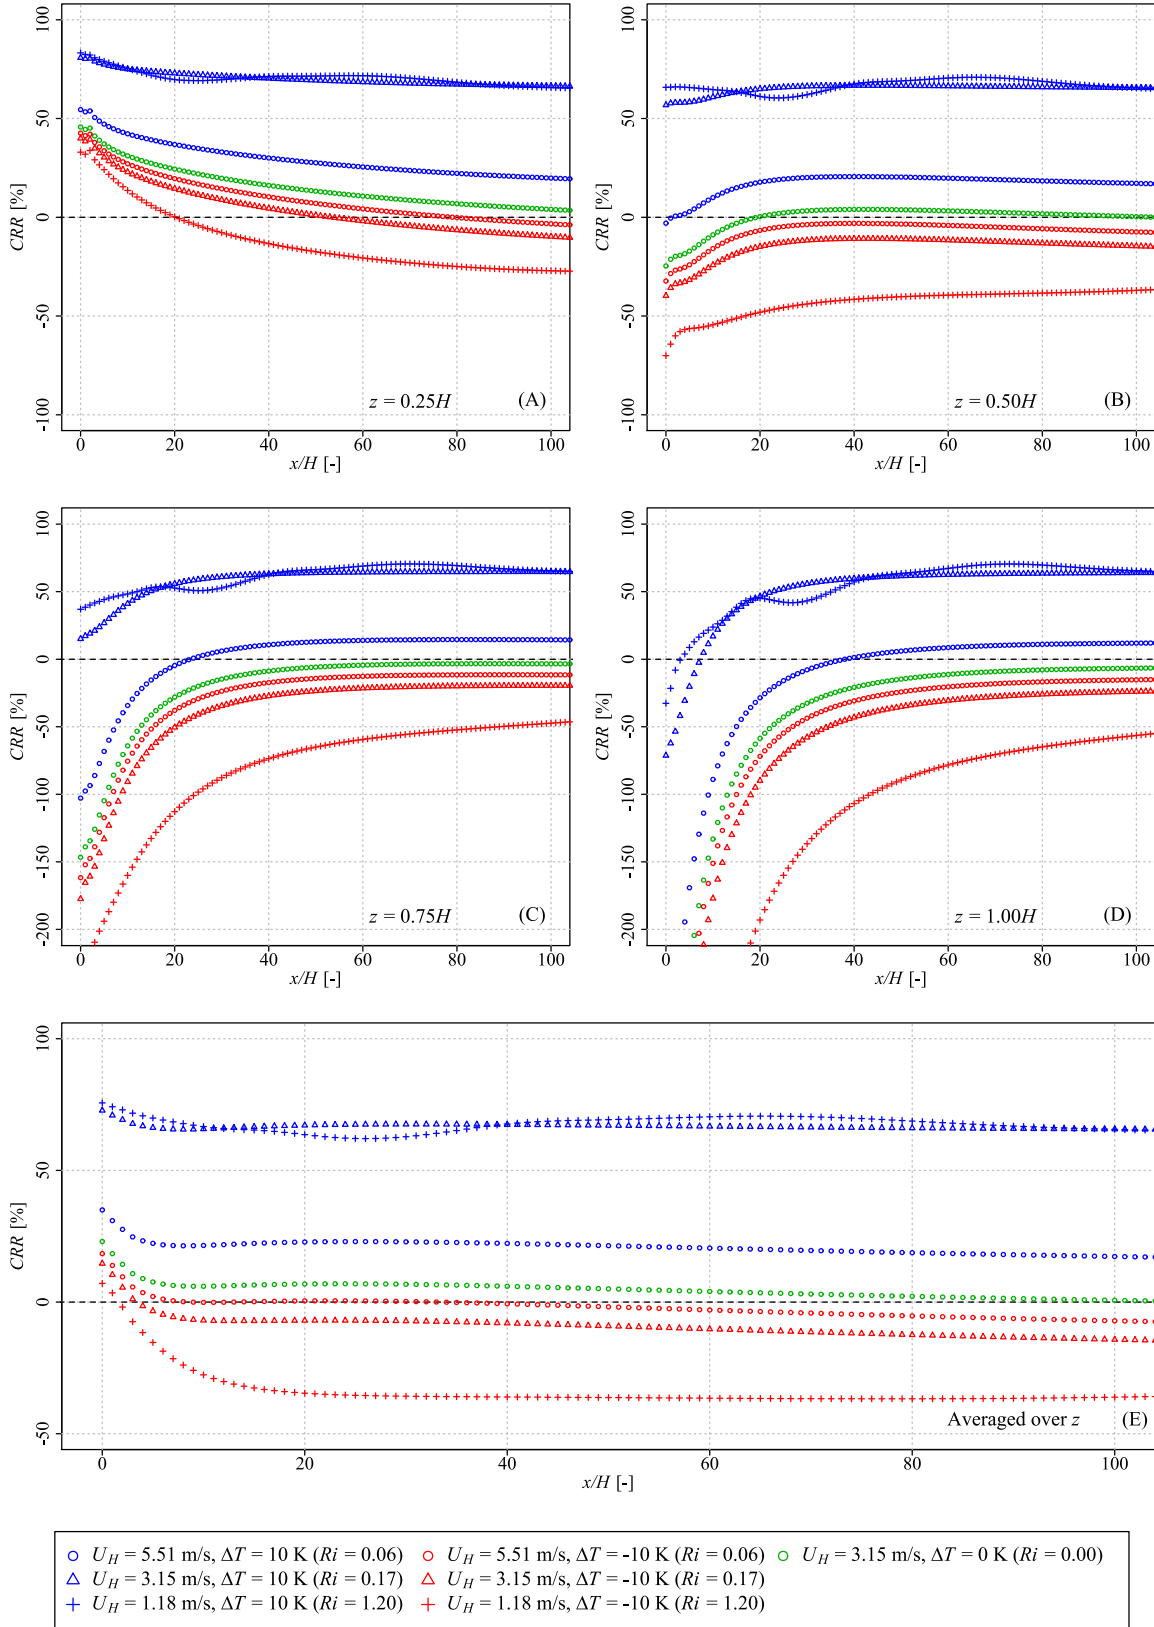 100
50
0
-50
-100
CRR [%]
0 20 40 60 80 100
x/H [-]
z = 0.25H (A)
100
50
0
-50
-100
CRR [%]
0 20 40 60 80 100
x/H [-]
z = 0.50H (B)
100
50
0
-50
-100
-150
-200
CRR [%]
0 20 40 60 80 100
x/H [-]
z = 0.75H (C)
100
50
0
-50
-100
-150
-200
CRR [%]
0 20 40 60 80 100
x/H [-]
z = 1.00H (D)
100
50
0
-50
CRR [%]
0 20 40 60 80 100
x/H [-]
Averaged over z (E)
U_H = 5.51 m/s, ΔT = 10 K (Ri = 0.06) U_H = 5.51 m/s, ΔT = -10 K (Ri = 0.06) U_H = 3.15 m/s, ΔT = 0 K (Ri = 0.00)
U_H = 3.15 m/s, ΔT = 10 K (Ri = 0.17) U_H = 3.15 m/s, ΔT = -10 K (Ri = 0.17)
U_H = 1.18 m/s, ΔT = 10 K (Ri = 1.20) U_H = 1.18 m/s, ΔT = -10 K (Ri = 1.20)